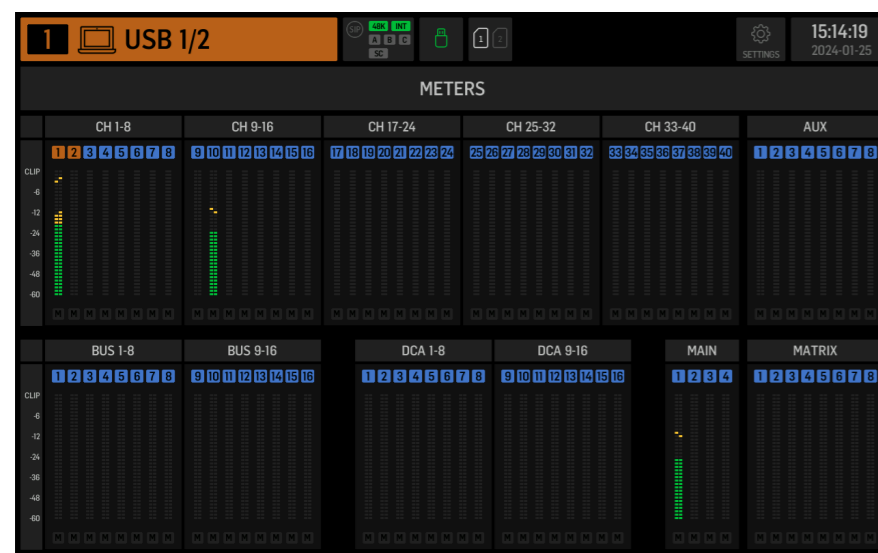 1 USB 1/2 SIP 48K INT 1 2 15:14:19
A B C
SC SETTINGS 2024-01-25
METERS
CH 1-8 CH 9-16 CH 17-24 CH 25-32 CH 33-40 AUX
1 2 3 4 5 6 7 8 9 10 11 12 13 14 15 16 17 18 19 20 21 22 23 24 25 26 27 28 29 30 31 32 33 34 35 36 37 38 39 40 1 2 3 4 5 6 7 8
CLIP
-6
-12
-24
-36
-48
-60
M M M M M M M M M M M M M M M M M M M M M M M M M M M M M M M M M M M M M M M M M M M M M M M M
BUS 1-8 BUS 9-16 DCA 1-8 DCA 9-16 MAIN MATRIX
1 2 3 4 5 6 7 8 9 10 11 12 13 14 15 16 1 2 3 4 5 6 7 8 9 10 11 12 13 14 15 16 1 2 3 4 1 2 3 4 5 6 7 8
CLIP
-6
-12
-24
-36
-48
-60
M M M M M M M M M M M M M M M M M M M M M M M M M M M M M M M M M M M M M M M M M M M M